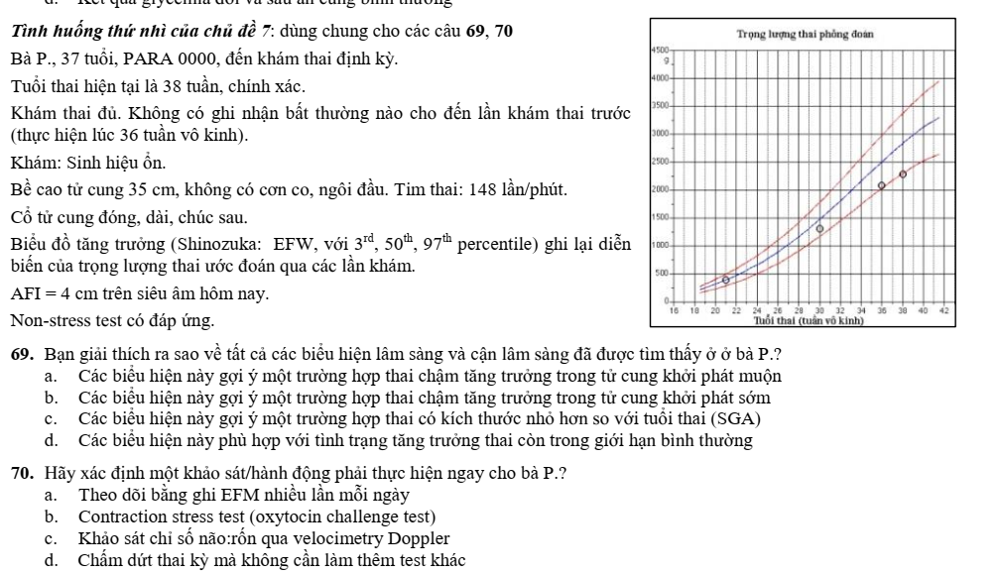 d. Kết quả glycemia đói và sau ăn cũng bình thường
Tình huống thứ nhì của chủ đề 7: dùng chung cho các câu 69, 70
Bà P., 37 tuổi, PARA 0000, đến khám thai định kỳ.
Tuổi thai hiện tại là 38 tuần, chính xác.
Khám thai đủ. Không có ghi nhận bất thường nào cho đến lần khám thai trước
(thực hiện lúc 36 tuần vô kinh).
Khám: Sinh hiệu ổn.
Bề cao tử cung 35 cm, không có cơn co, ngôi đầu. Tim thai: 148 lần/phút.
Cổ tử cung đóng, dài, chúc sau.
Biểu đồ tăng trưởng (Shinozuka: EFW, với 3rd, 50th, 97th percentile) ghi lại diễn
biến của trọng lượng thai ước đoán qua các lần khám.
AFI = 4 cm trên siêu âm hôm nay.
Non-stress test có đáp ứng.
Trọng lượng thai phỏng đoán
4500
g.
4000
3500
3000
2500
2000
1500
1000
500
0
16 18 20 22 24 26 28 30 32 34 36 38 40 42
Tuổi thai (tuần vô kinh)
69. Bạn giải thích ra sao về tất cả các biểu hiện lâm sàng và cận lâm sàng đã được tìm thấy ở ở bà P.?
a. Các biểu hiện này gợi ý một trường hợp thai chậm tăng trưởng trong tử cung khởi phát muộn
b. Các biểu hiện này gợi ý một trường hợp thai chậm tăng trưởng trong tử cung khởi phát sớm
c. Các biểu hiện này gợi ý một trường hợp thai có kích thước nhỏ hơn so với tuổi thai (SGA)
d. Các biểu hiện này phù hợp với tình trạng tăng trưởng thai còn trong giới hạn bình thường
70. Hãy xác định một khảo sát/hành động phải thực hiện ngay cho bà P.?
a. Theo dõi bằng ghi EFM nhiều lần mỗi ngày
b. Contraction stress test (oxytocin challenge test)
c. Khảo sát chỉ số não:rốn qua velocimetry Doppler
d. Chấm dứt thai kỳ mà không cần làm thêm test khác